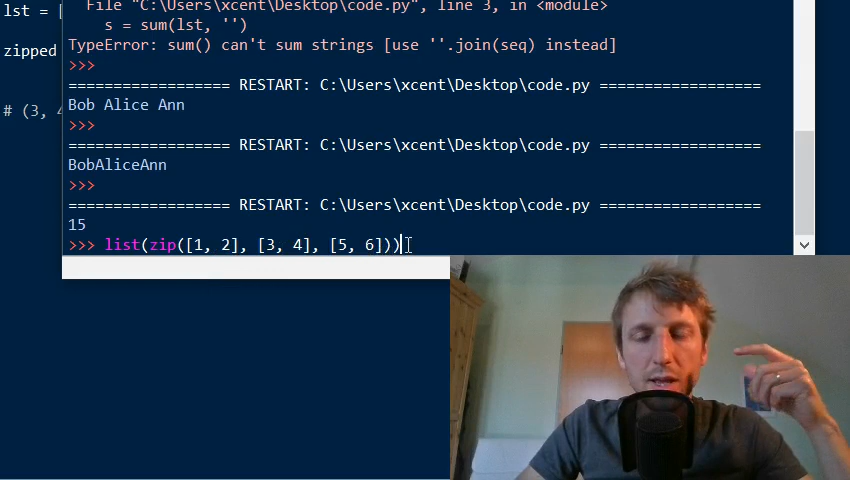 File "C:\Users\xcent\Desktop\code.py", line 3, in <module>
lst = [
s = sum(lst, '')
TypeError: sum() can't sum strings [use ''.join(seq) instead]
zipped
>>>
================== RESTART: C:\Users\xcent\Desktop\code.py ==================
Bob Alice Ann
# (3, 4
>>>
================== RESTART: C:\Users\xcent\Desktop\code.py ==================
BobAliceAnn
>>>
================== RESTART: C:\Users\xcent\Desktop\code.py ==================
15
>>> list(zip([1, 2], [3, 4], [5, 6]))